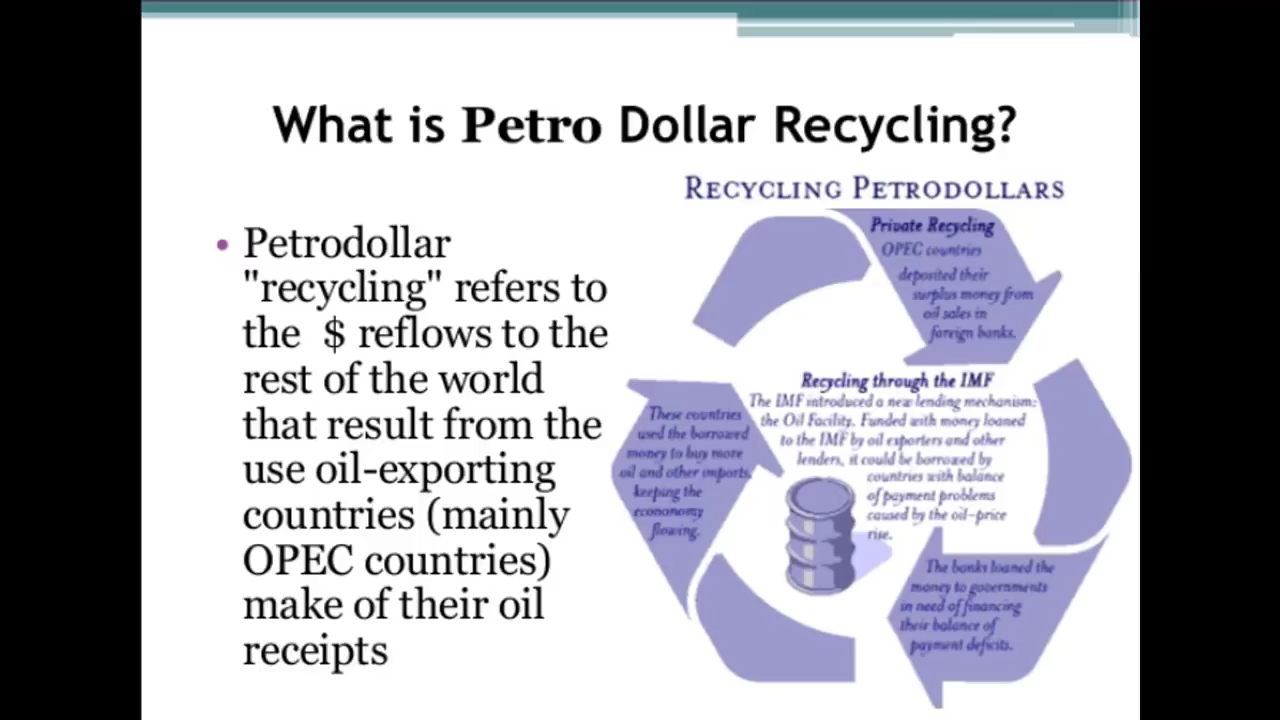 What is Petro Dollar Recycling?
• Petrodollar
"recycling" refers to
the $ reflows to the
rest of the world
that result from the
use oil-exporting
countries (mainly
OPEC countries)
make of their oil
receipts
RECYCLING PETRODOLLARS
Private Recycling
OPEC countries
deposited their
surplus money from
oil sales in
foreign banks.
Recycling through the IMF
The IMF introduced a new lending mechanism:
the Oil Facility. Funded with money loaned
to the IMF by oil exporters and other
lenders, it could be borrowed by
countries with balance
of payment problems
caused by the oil-price
rise.
The banks loaned the
money to governments
in need of financing
their balance of
payment deficits.
These countries
used the borrowed
money to buy more
oil and other imports,
keeping the
econonomy
flowing.